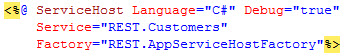 <%@ ServiceHost Language="C#" Debug="true"
Service="REST.Customers"
Factory="REST.AppServiceHostFactory"%>